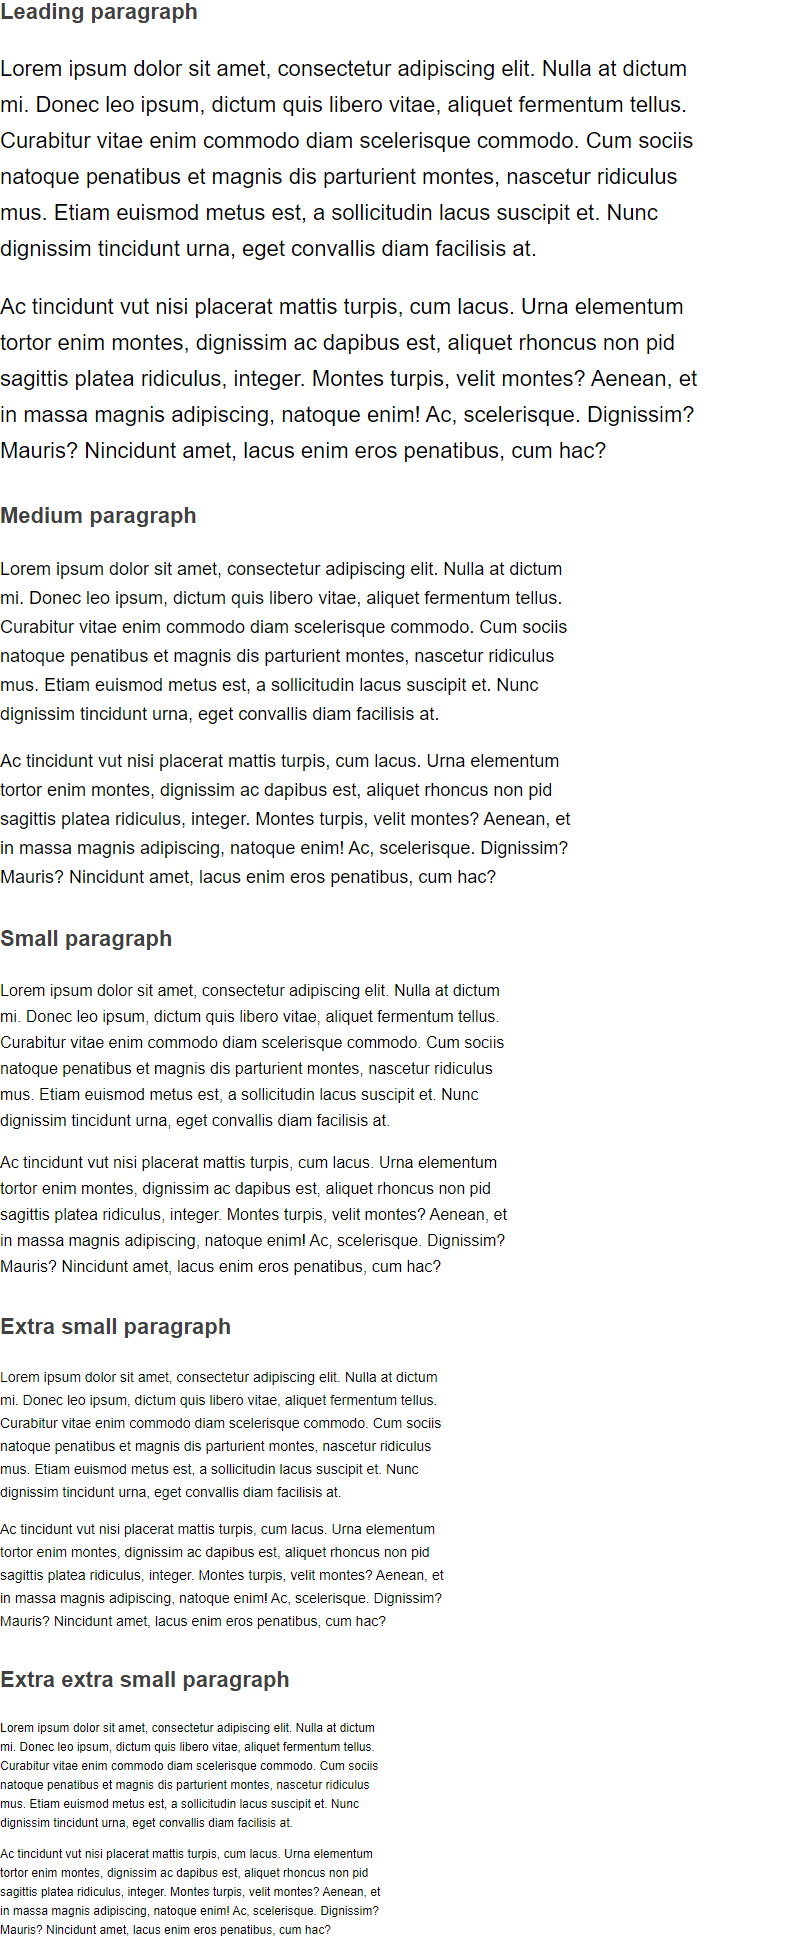 Leading paragraph
Lorem ipsum dolor sit amet, consectetur adipiscing elit. Nulla at dictum
mi. Donec leo ipsum, dictum quis libero vitae, aliquet fermentum tellus.
Curabitur vitae enim commodo diam scelerisque commodo. Cum sociis
natoque penatibus et magnis dis parturient montes, nascetur ridiculus
mus. Etiam euismod metus est, a sollicitudin lacus suscipit et. Nunc
dignissim tincidunt urna, eget convallis diam facilisis at.
Ac tincidunt vut nisi placerat mattis turpis, cum lacus. Urna elementum
tortor enim montes, dignissim ac dapibus est, aliquet rhoncus non pid
sagittis platea ridiculus, integer. Montes turpis, velit montes? Aenean, et
in massa magnis adipiscing, natoque enim! Ac, scelerisque. Dignissim?
Mauris? Nincidunt amet, lacus enim eros penatibus, cum hac?
Medium paragraph
Lorem ipsum dolor sit amet, consectetur adipiscing elit. Nulla at dictum
mi. Donec leo ipsum, dictum quis libero vitae, aliquet fermentum tellus.
Curabitur vitae enim commodo diam scelerisque commodo. Cum sociis
natoque penatibus et magnis dis parturient montes, nascetur ridiculus
mus. Etiam euismod metus est, a sollicitudin lacus suscipit et. Nunc
dignissim tincidunt urna, eget convallis diam facilisis at.
Ac tincidunt vut nisi placerat mattis turpis, cum lacus. Urna elementum
tortor enim montes, dignissim ac dapibus est, aliquet rhoncus non pid
sagittis platea ridiculus, integer. Montes turpis, velit montes? Aenean, et
in massa magnis adipiscing, natoque enim! Ac, scelerisque. Dignissim?
Mauris? Nincidunt amet, lacus enim eros penatibus, cum hac?
Small paragraph
Lorem ipsum dolor sit amet, consectetur adipiscing elit. Nulla at dictum
mi. Donec leo ipsum, dictum quis libero vitae, aliquet fermentum tellus.
Curabitur vitae enim commodo diam scelerisque commodo. Cum sociis
natoque penatibus et magnis dis parturient montes, nascetur ridiculus
mus. Etiam euismod metus est, a sollicitudin lacus suscipit et. Nunc
dignissim tincidunt urna, eget convallis diam facilisis at.
Ac tincidunt vut nisi placerat mattis turpis, cum lacus. Urna elementum
tortor enim montes, dignissim ac dapibus est, aliquet rhoncus non pid
sagittis platea ridiculus, integer. Montes turpis, velit montes? Aenean, et
in massa magnis adipiscing, natoque enim! Ac, scelerisque. Dignissim?
Mauris? Nincidunt amet, lacus enim eros penatibus, cum hac?
Extra small paragraph
Lorem ipsum dolor sit amet, consectetur adipiscing elit. Nulla at dictum
mi. Donec leo ipsum, dictum quis libero vitae, aliquet fermentum tellus.
Curabitur vitae enim commodo diam scelerisque commodo. Cum sociis
natoque penatibus et magnis dis parturient montes, nascetur ridiculus
mus. Etiam euismod metus est, a sollicitudin lacus suscipit et. Nunc
dignissim tincidunt urna, eget convallis diam facilisis at.
Ac tincidunt vut nisi placerat mattis turpis, cum lacus. Urna elementum
tortor enim montes, dignissim ac dapibus est, aliquet rhoncus non pid
sagittis platea ridiculus, integer. Montes turpis, velit montes? Aenean, et
in massa magnis adipiscing, natoque enim! Ac, scelerisque. Dignissim?
Mauris? Nincidunt amet, lacus enim eros penatibus, cum hac?
Extra extra small paragraph
Lorem ipsum dolor sit amet, consectetur adipiscing elit. Nulla at dictum
mi. Donec leo ipsum, dictum quis libero vitae, aliquet fermentum tellus.
Curabitur vitae enim commodo diam scelerisque commodo. Cum sociis
natoque penatibus et magnis dis parturient montes, nascetur ridiculus
mus. Etiam euismod metus est, a sollicitudin lacus suscipit et. Nunc
dignissim tincidunt urna, eget convallis diam facilisis at.
Ac tincidunt vut nisi placerat mattis turpis, cum lacus. Urna elementum
tortor enim montes, dignissim ac dapibus est, aliquet rhoncus non pid
sagittis platea ridiculus, integer. Montes turpis, velit montes? Aenean, et
in massa magnis adipiscing, natoque enim! Ac, scelerisque. Dignissim?
Mauris? Nincidunt amet, lacus enim eros penatibus, cum hac?